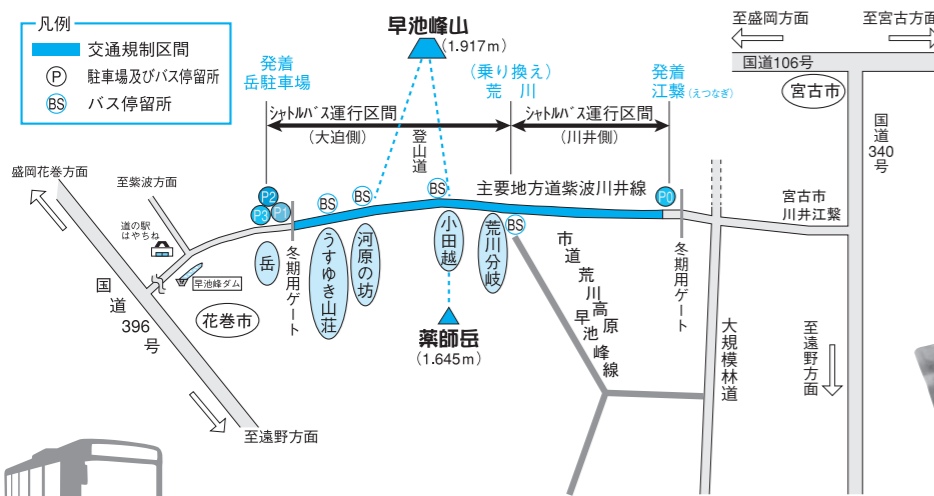 凡例
交通規制区間
P 駐車場及びバス停留所
BS バス停留所
早池峰山
(1.917m)
至盛岡方面
至宮古方面
国道106号
宮古市
国道340号
発着
岳駐車場
(乗り換え)
荒川
発着
江繋(えつなぎ)
シャトルバス運行区間
(大迫側)
シャトルバス運行区間
(川井側)
登山道
盛岡花巻方面
至紫波方面
道の駅
はやちね
早池峰ダム
国道396号
花巻市
至遠野方面
P2
P3
P1
岳
冬期用ゲート
BS
うすゆき山荘
BS
河原の坊
BS
小田越
薬師岳
(1.645m)
主要地方道紫波川井線
荒川分岐
BS
市道荒川高原早池峰線
P0
冬期用ゲート
大規模林道
宮古市
川井江繋
至遠野方面